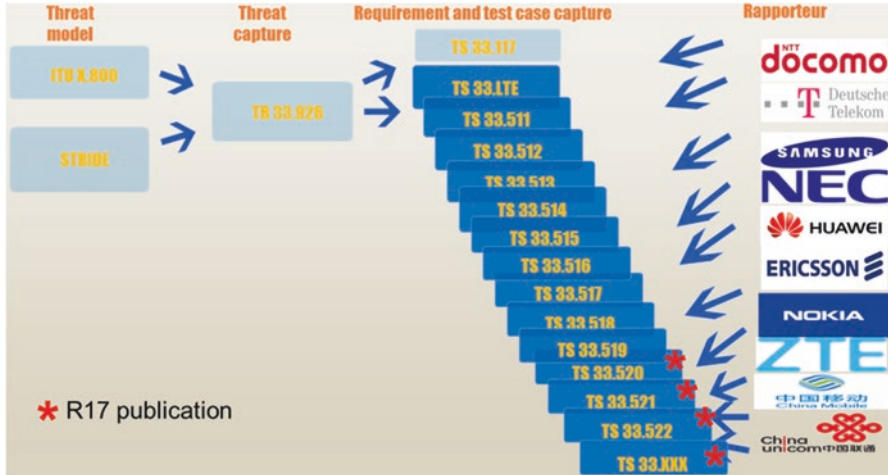 Threat
model
Threat
capture
Requirement and test case capture
Rapporteur
ITU X.800
STRIDE
TR 33.926
TS 33.117
TS 33.LTE
TS 33.511
TS 33.512
TS 33.513
TS 33.514
TS 33.515
TS 33.516
TS 33.517
TS 33.518
TS 33.519
TS 33.520
TS 33.521
TS 33.522
TS 33.XXX
NTT
döcomo
T Deutsche
Telekom
SAMSUNG
NEC
HUAWEI
ERICSSON
NOKIA
ZTE
中国移动
China Mobile
China
unicom中国联通
* R17 publication